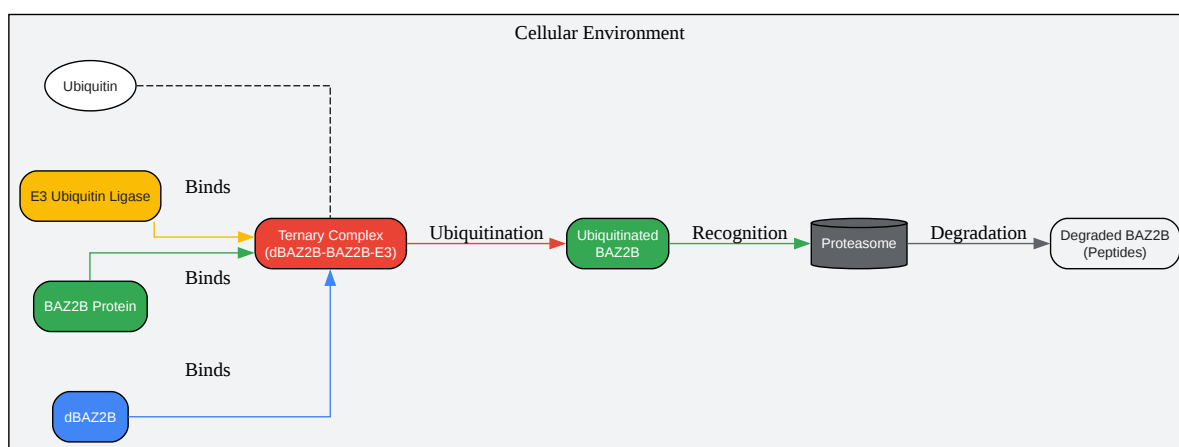 Cellular Environment
Ubiquitin
E3 Ubiquitin Ligase
Binds
Ternary Complex
(dBAZ2B-BAZ2B-E3)
Ubiquitination
Ubiquitinated
BAZ2B
Recognition
Proteasome
Degradation
Degraded BAZ2B
(Peptides)
Binds
BAZ2B Protein
Binds
dBAZ2B